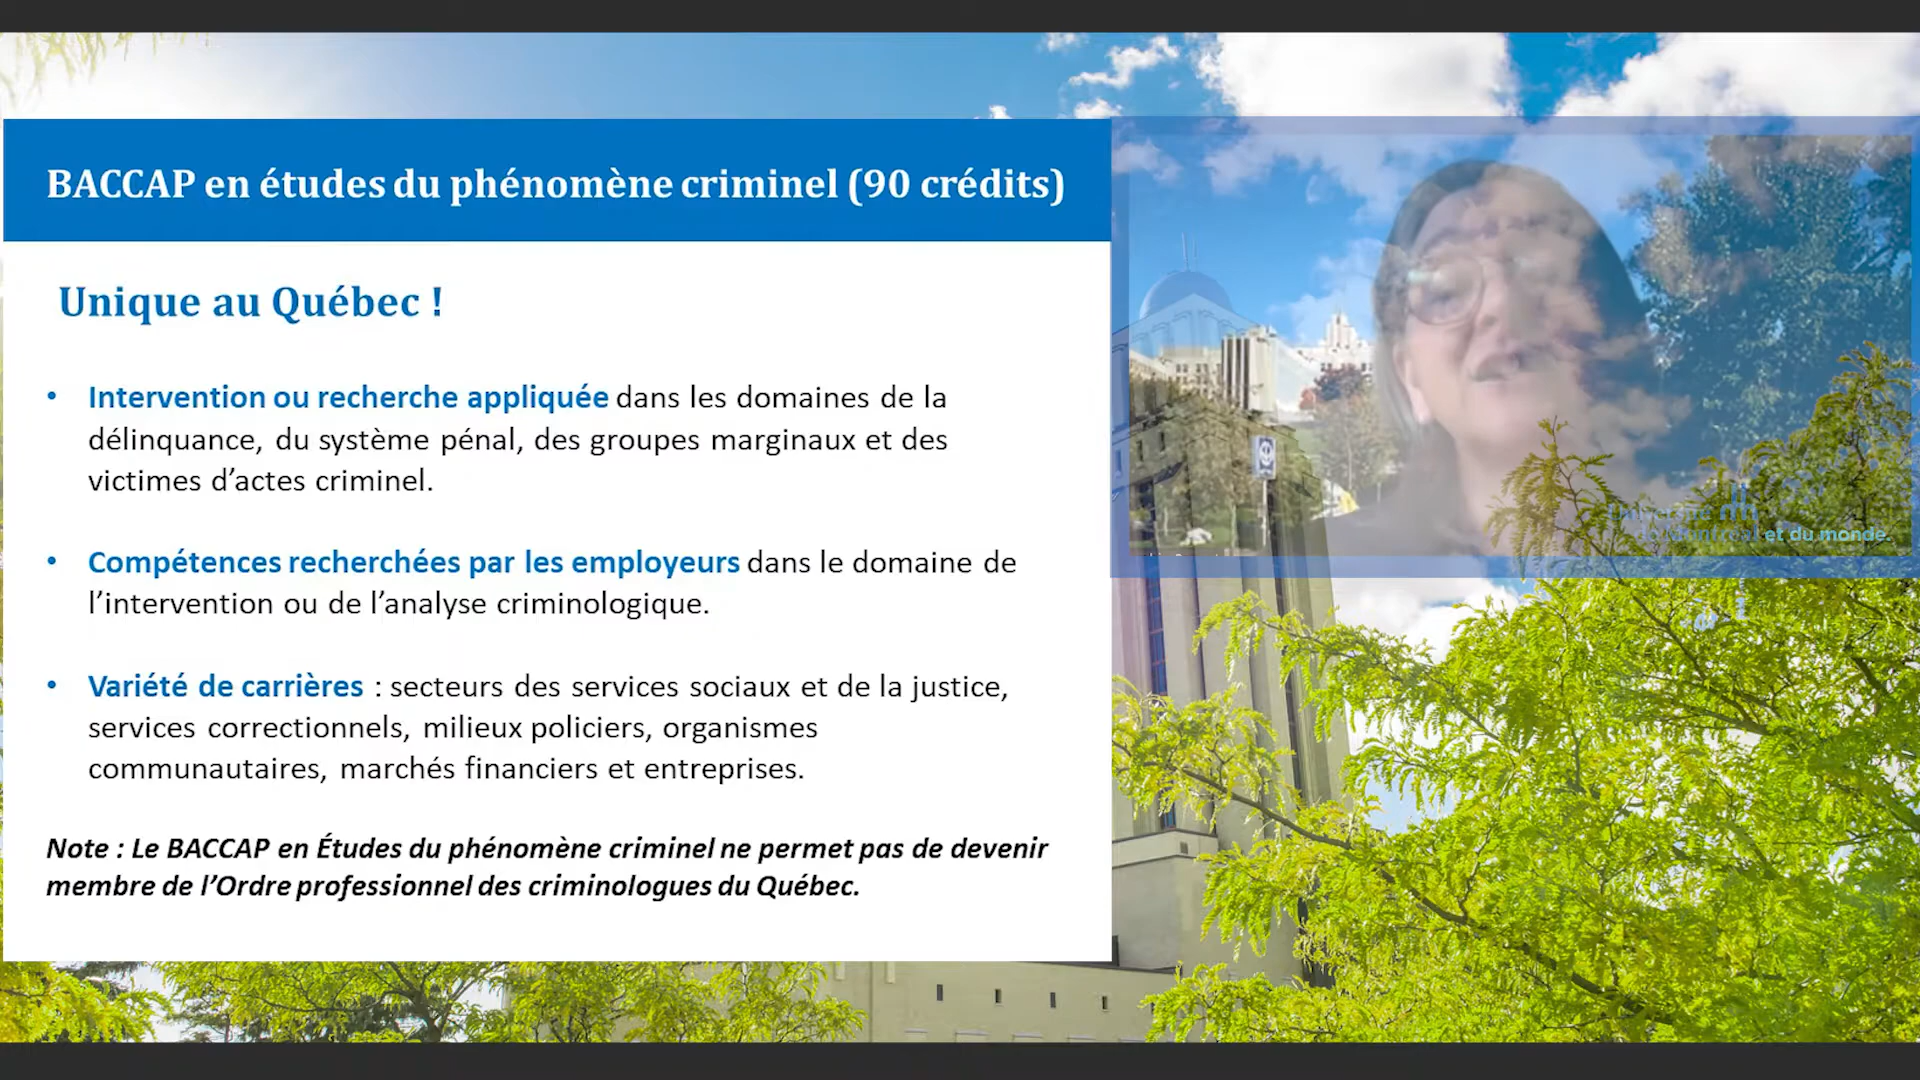 BACCAP en études du phénomène criminel (90 crédits)
Unique au Québec !
• Intervention ou recherche appliquée dans les domaines de la
délinquance, du système pénal, des groupes marginaux et des
victimes d’actes criminel.
• Compétences recherchées par les employeurs dans le domaine de
l’intervention ou de l’analyse criminologique.
• Variété de carrières : secteurs des services sociaux et de la justice,
services correctionnels, milieux policiers, organismes
communautaires, marchés financiers et entreprises.
Note : Le BACCAP en Études du phénomène criminel ne permet pas de devenir
membre de l’Ordre professionnel des criminologues du Québec.
et du monde.